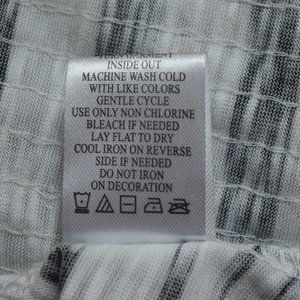 INSIDE OUT
MACHINE WASH COLD
WITH LIKE COLORS
GENTLE CYCLE
USE ONLY NON CHLORINE
BLEACH IF NEEDED
LAY FLAT TO DRY
COOL IRON ON REVERSE
SIDE IF NEEDED
DO NOT IRON
ON DECORATION